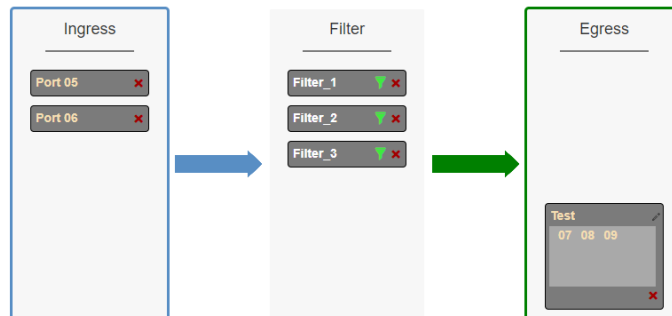 Ingress
Port 05
Port 06
Filter
Filter_1
Filter_2
Filter_3
Egress
Test
07 08 09